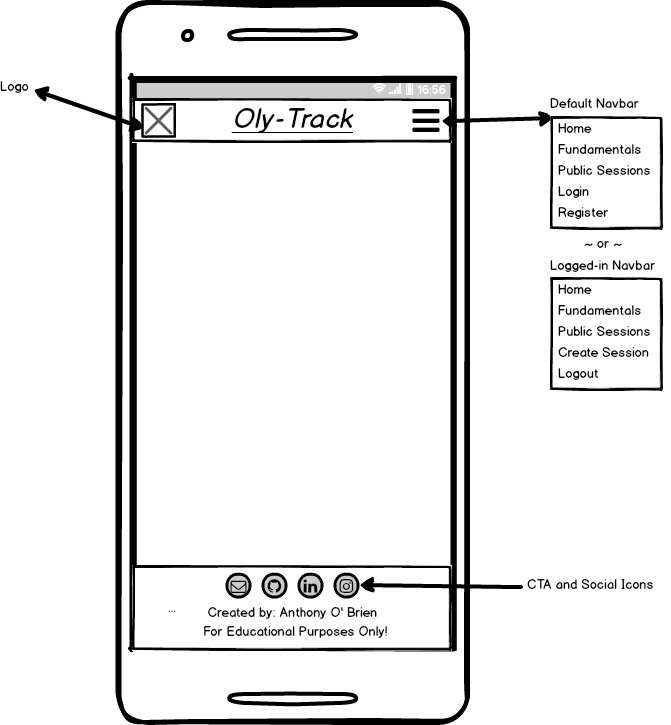 16:56
Logo
Oly-Track
Default Navbar
Home
Fundamentals
Public Sessions
Login
Register
~ or ~
Logged-in Navbar
Home
Fundamentals
Public Sessions
Create Session
Logout
in
CTA and Social Icons
...
Created by: Anthony O' Brien
For Educational Purposes Only!